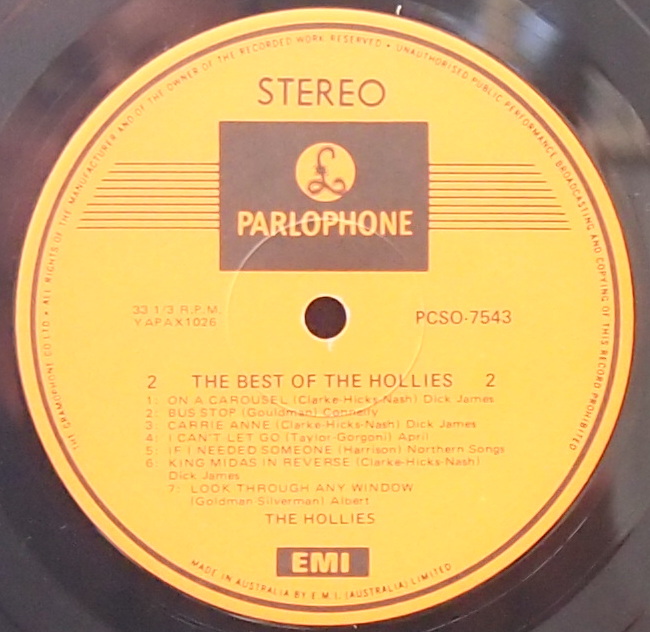 THE GRAMOPHONE CO LTD • ALL RIGHTS OF THE MANUFACTURER AND OF THE OWNER OF THE RECORDED WORK RESERVED • UNAUTHORISED PUBLIC PERFORMANCE BROADCASTING AND COPYING OF THIS RECORD PROHIBITED
STEREO
£
PARLOPHONE
33 1/3 R.P.M.
YAPAX1026
PCSO-7543
2 THE BEST OF THE HOLLIES 2
1: ON A CAROUSEL (Clarke-Hicks-Nash) Dick James
2: BUS STOP (Gouldman) Connelly
3: CARRIE ANNE (Clarke-Hicks-Nash) Dick James
4: I CAN'T LET GO (Taylor-Gorgoni) April
5: IF I NEEDED SOMEONE (Harrison) Northern Songs
6: KING MIDAS IN REVERSE (Clarke-Hicks-Nash)
Dick James
7: LOOK THROUGH ANY WINDOW
(Goldman-Silverman) Albert
THE HOLLIES
EMI
MADE IN AUSTRALIA BY E.M.I. (AUSTRALIA) LIMITED